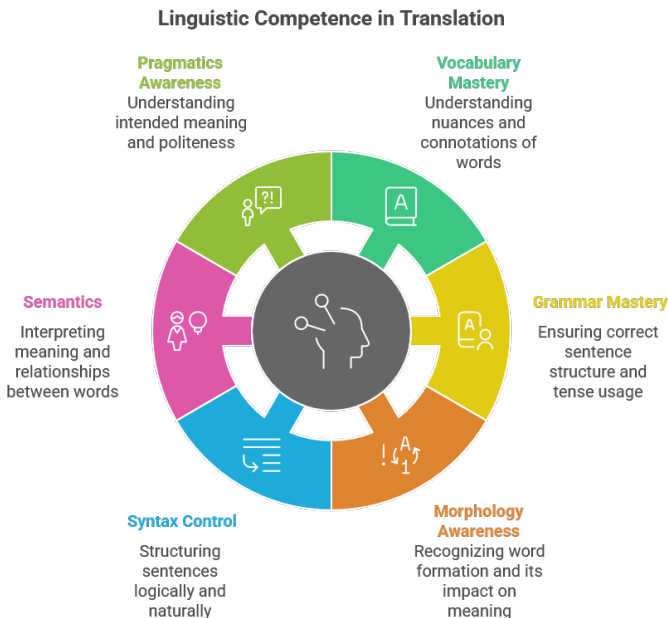 Linguistic Competence in Translation
Pragmatics
Awareness
Understanding
intended meaning
and politeness
Vocabulary
Mastery
Understanding
nuances and
connotations of
words
?!
A
Semantics
Interpreting
meaning and
relationships
between words
Grammar Mastery
Ensuring correct
sentence
structure and
tense usage
A
!
A
1
Syntax Control
Structuring
sentences
logically and
naturally
Morphology
Awareness
Recognizing word
formation and its
impact on
meaning